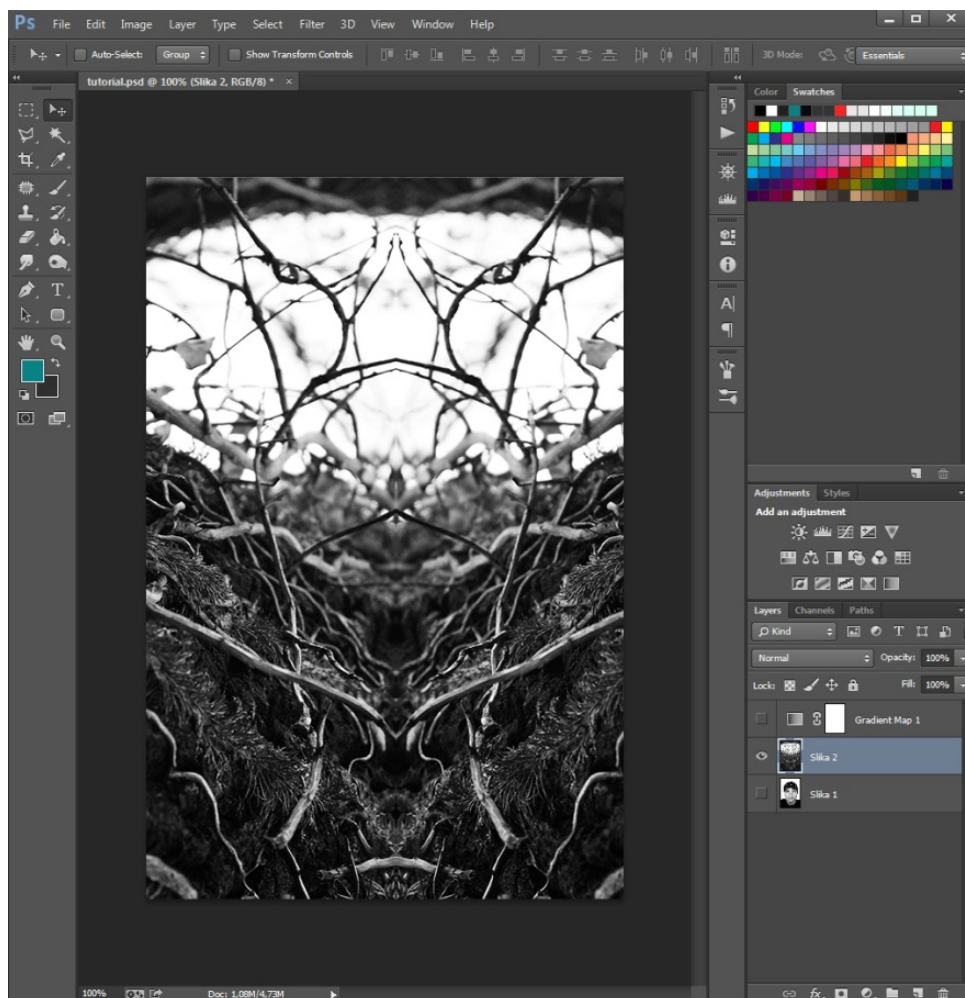 Ps File Edit Image Layer Type Select Filter 3D View Window Help
Auto-Select: Group Show Transform Controls 3D Mode: Essentials
tutorial.psd @ 100% (Slika 2, RGB/8) * ×
Color Swatches
Adjustments Styles
Add an adjustment
Layers Channels Paths
Kind T
Normal Opacity: 100%
Lock: Fill: 100%
Gradient Map 1
Slika 2
Slika 1
100% Doc: 1,08M/4,73M
fx